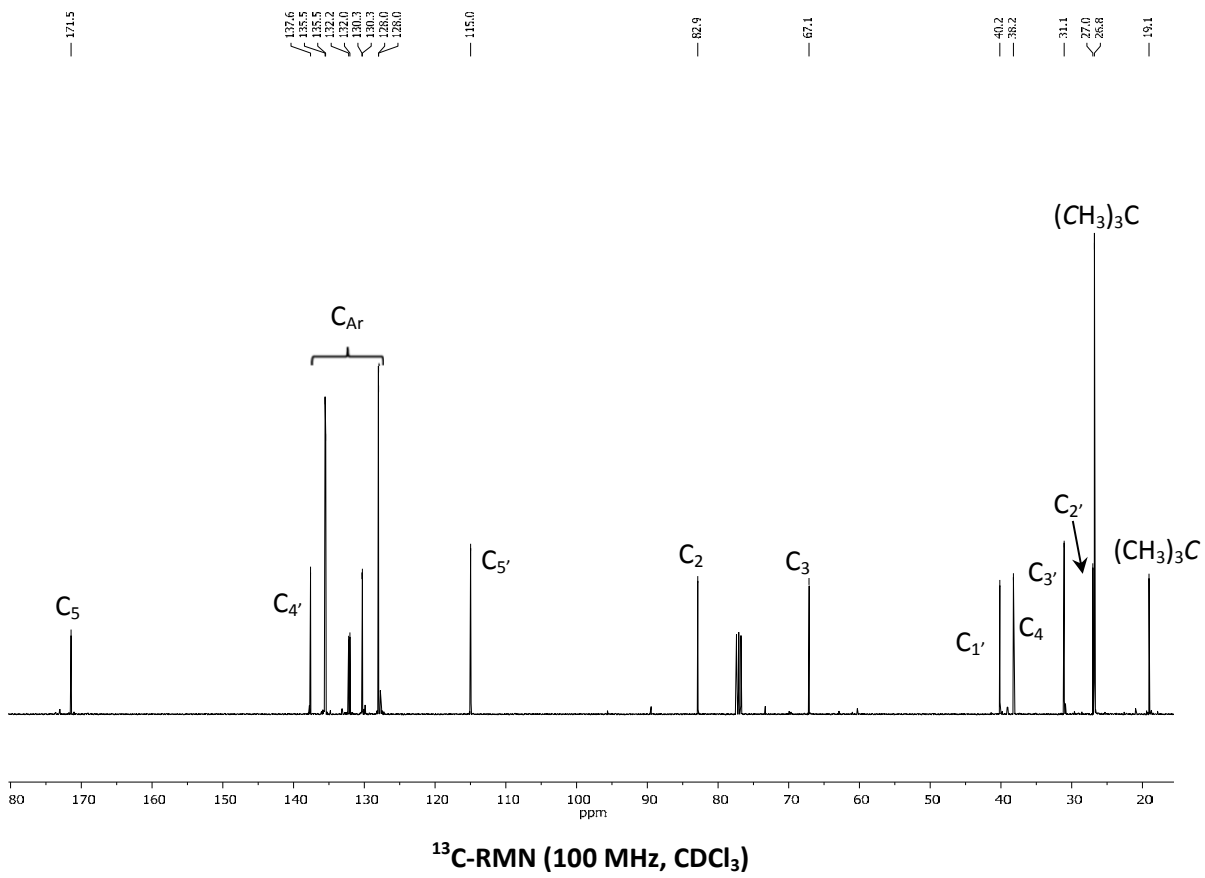 171.5 137.6 135.5 135.5 132.2 132.0 130.3 130.3 128.0 128.0 115.0 82.9 67.1 40.2 38.2 31.1 27.0 26.8 19.1
(CH₃)₃C
C_Ar
C₂'
(CH₃)₃C
C₅'
C₂
C₃
C₃'
C₅
C₄'
C₁'
C₄
80 170 160 150 140 130 120 110 100 90 80 70 60 50 40 30 20
ppm
¹³C-RMN (100 MHz, CDCl₃)